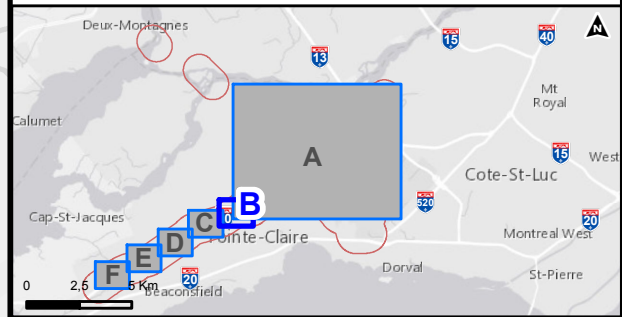 Deux-Montagnes
13
15
40
N
Mt
Royal
Calumet
A
15
West
Cote-St-Luc
520
B
Cap-St-Jacques
C
0
20
D
Pointe-Claire
Montreal West
E
F
20
Dorval
St-Pierre
0 2,5 5 Km
Beaconsfield